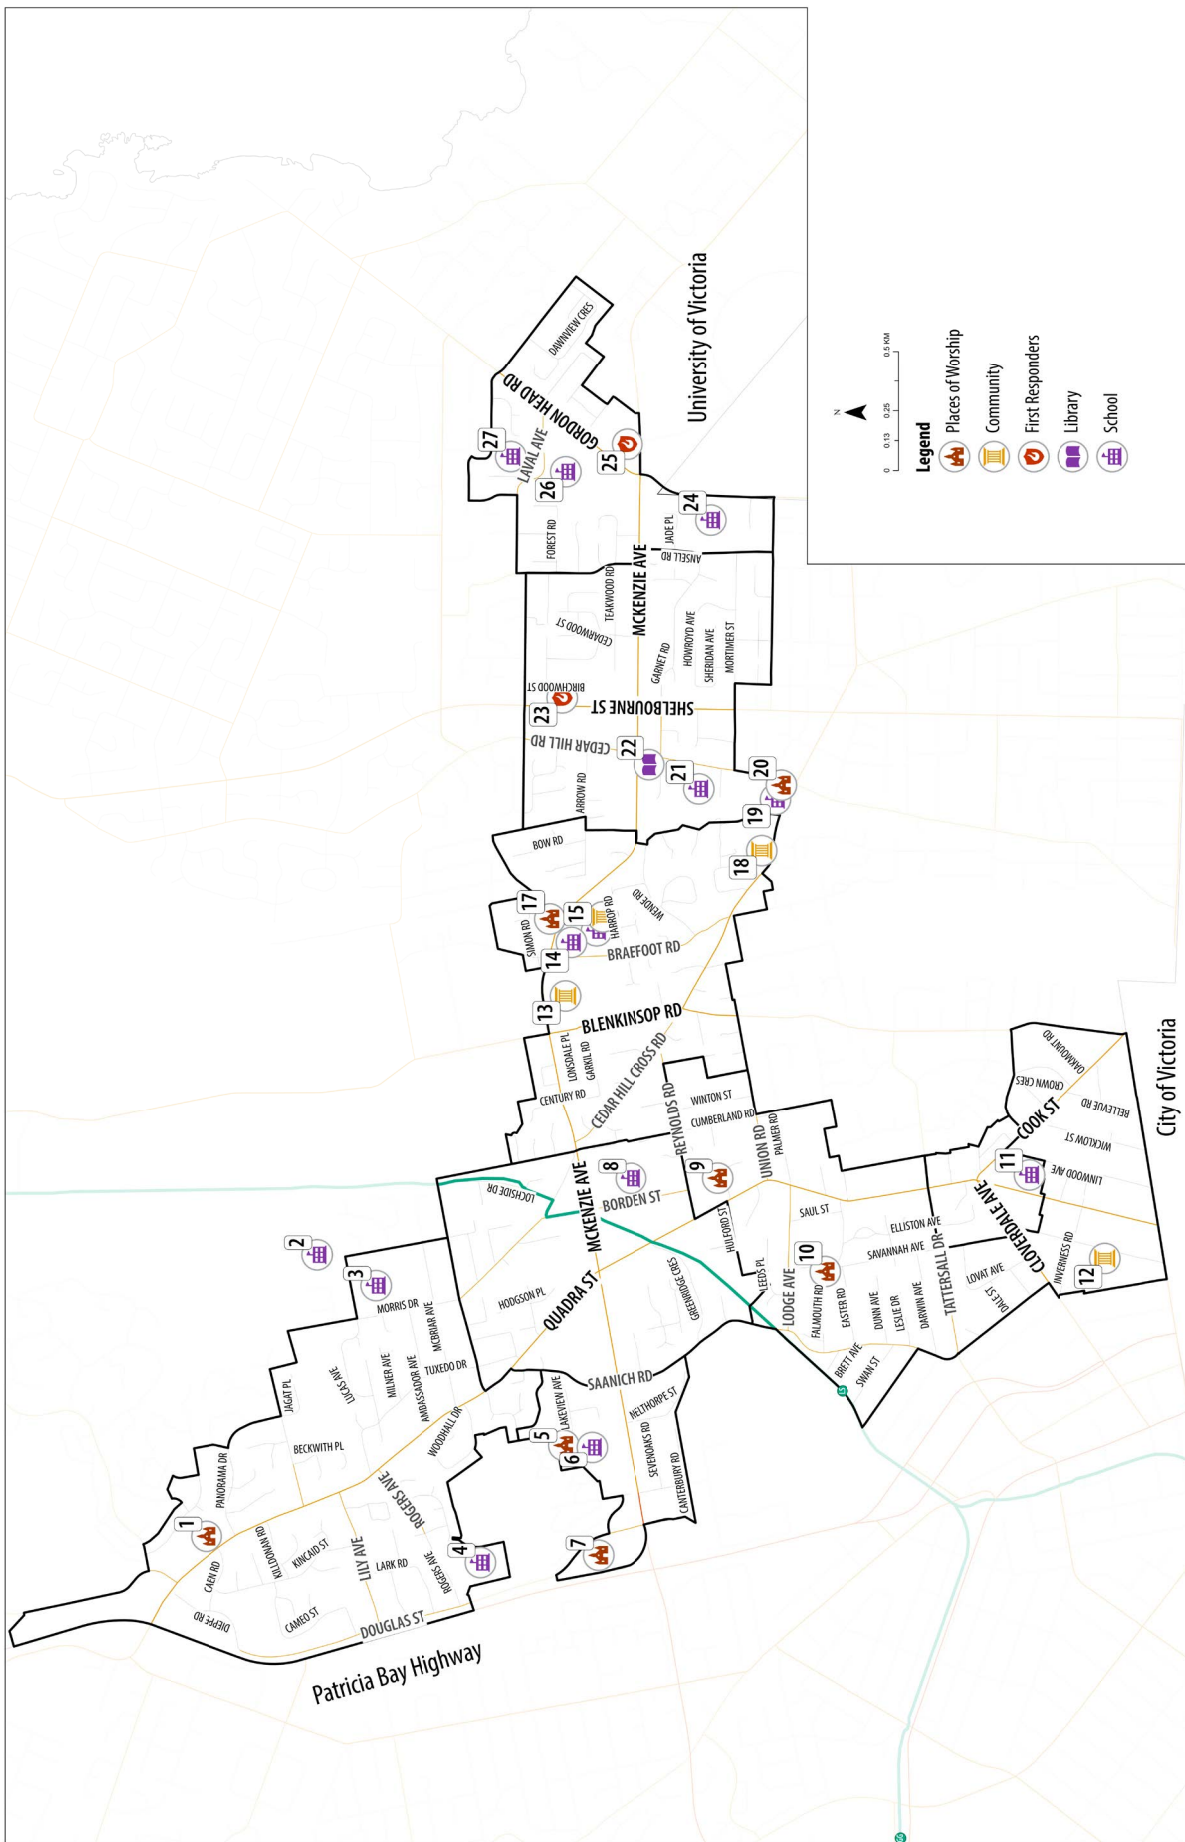 Patricia Bay Highway
University of Victoria
City of Victoria
DIEPPE RD
CAEN RD
CAMEO ST
KILLDONAN RD
KINCAID ST
LILY AVE
LARK RD
ROGERS AVE
ROGERS AVE
DOUGLAS ST
PANORAMA DR
BECKWITH PL
JAGAT PL
LUCAS AVE
MILNER AVE
AMBASSADOR AVE
TUXEDO DR
MCBRIAR AVE
MORRIS DR
WOODHALL DR
LAKEVIEW AVE
SAANICH RD
NELTHORPE ST
SEVENOAKS RD
CANTERBURY RD
HODGSON PL
QUADRA ST
MCKENZIE AVE
LOCHSIDE DR
BORDEN ST
GREENRIDGE CRES
HULFORD ST
LEEDS PL
LODGE AVE
FALMOUTH RD
EASTER RD
BRETT AVE
SWAN ST
DUNN AVE
LESLIE DR
DARWIN AVE
SAVANNAH AVE
ELLISTON AVE
SAUL ST
TATTERSALL DR
LOVAT AVE
DALE ST
CLOVERDALE AVE
INVERNESS RD
LINWOOD AVE
WICKLOW ST
BELLEVUE RD
COOK ST
CROWN CRES
OAKMOUNT RD
UNION RD
PALMER RD
CUMBERLAND RD
WINTON ST
REYNOLDS RD
CEDAR HILL CROSS RD
CENTURY RD
LONSDALE PL
GARKIL RD
BLENKINSOP RD
BRAEFOOT RD
SIMON RD
HARROP RD
WENDE RD
BOW RD
ARROW RD
CEDAR HILL RD
SHELBOURNE ST
BIRCHWOOD ST
CEDARWOOD ST
TEAKWOOD RD
MCKENZIE AVE
GARNET RD
HOWROYD AVE
SHERIDAN AVE
MORTIMER ST
ANSELL RD
JADE PL
FOREST RD
LAVAL AVE
GORDON HEAD RD
DAWNVIEW CRES
1
2
3
4
5
6
7
8
9
10
11
12
13
14
15
17
18
19
20
21
22
23
24
25
26
27
N
0
0.13
0.25
0.5 KM
Legend
Places of Worship
Community
First Responders
Library
School